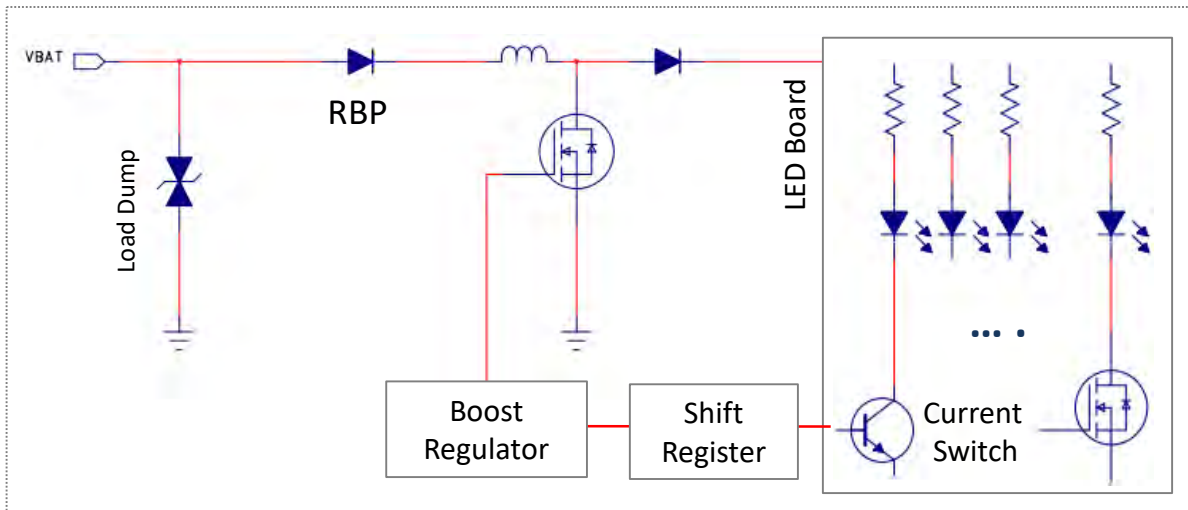 VBAT
RBP
Load Dump
LED Board
.... .
Boost
Regulator
Shift
Register
Current
Switch